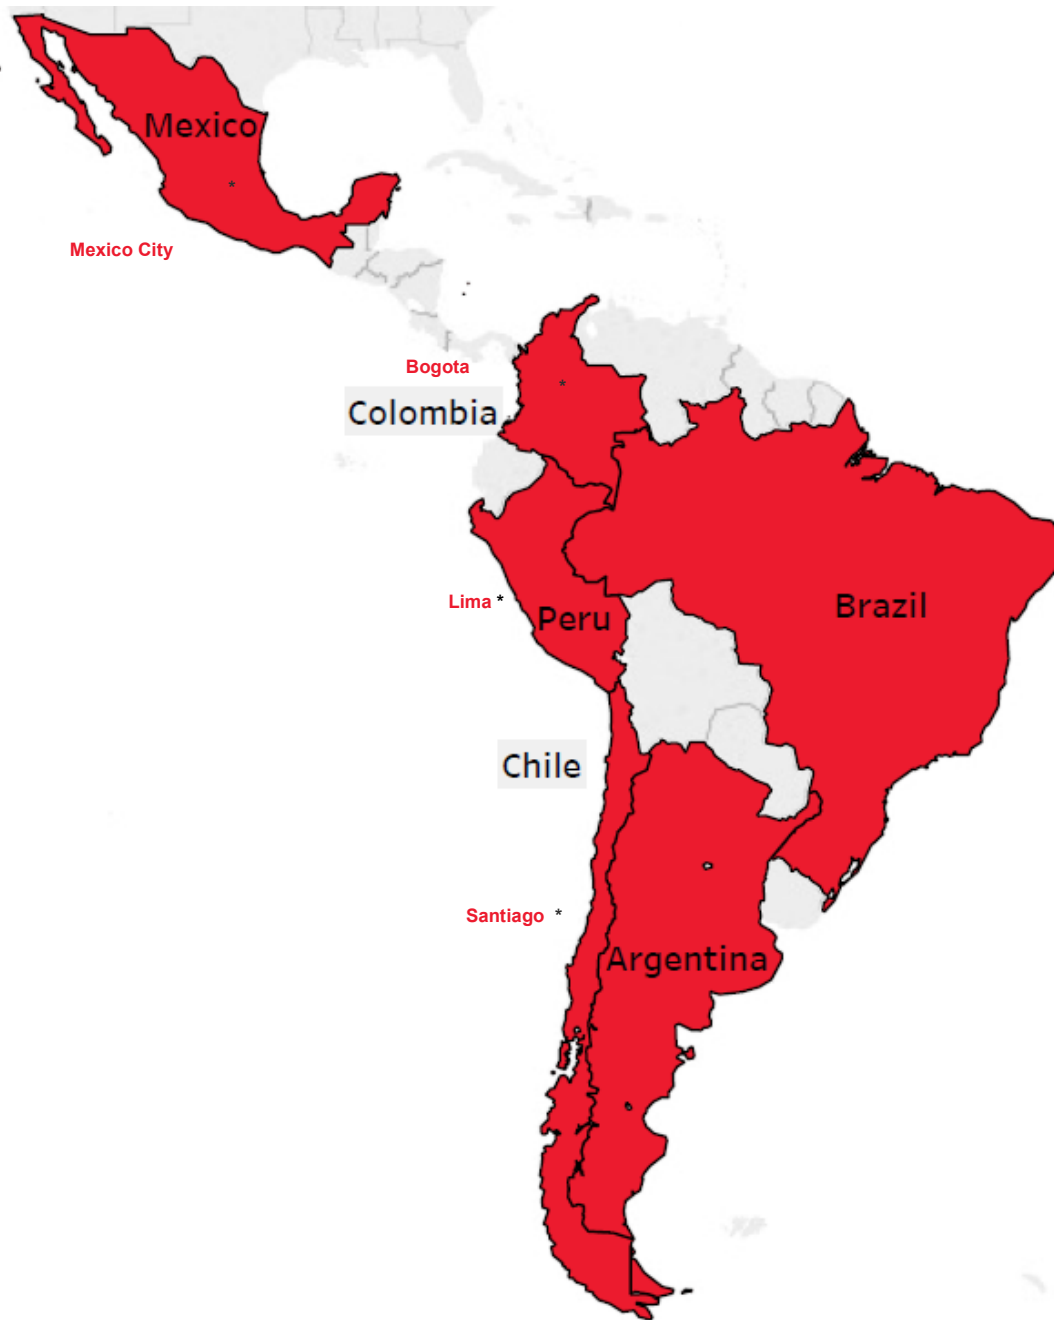 Mexico
*
Mexico City
Bogota
*
Colombia
Lima *
Peru
Brazil
Chile
Santiago *
Argentina